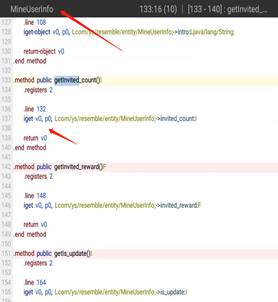 MineUserInfo 133:16 (10) | [133 - 140] : getInvited_...
.line 108
109 iget-object v0, p0, Lcom/ys/resemble/entity/MineUserInfo;->intro:Ljava/lang/String;
130
return-object v0
131 .end method
132
133 .method public getInvited_count()I
134 .registers 2
135
136 .line 132
137 iget v0, p0, Lcom/ys/resemble/entity/MineUserInfo;->invited_count:I
138
139 return v0
140 .end method
141
142 .method public getInvited_reward()F
143 .registers 2
144
145 .line 148
146 iget v0, p0, Lcom/ys/resemble/entity/MineUserInfo;->invited_reward:F
147
148 return v0
149 .end method
150
151 .method public getIs_update()I
152 .registers 2
153
154 .line 164
155 iget v0, p0, Lcom/ys/resemble/entity/MineUserInfo;->is_update:I